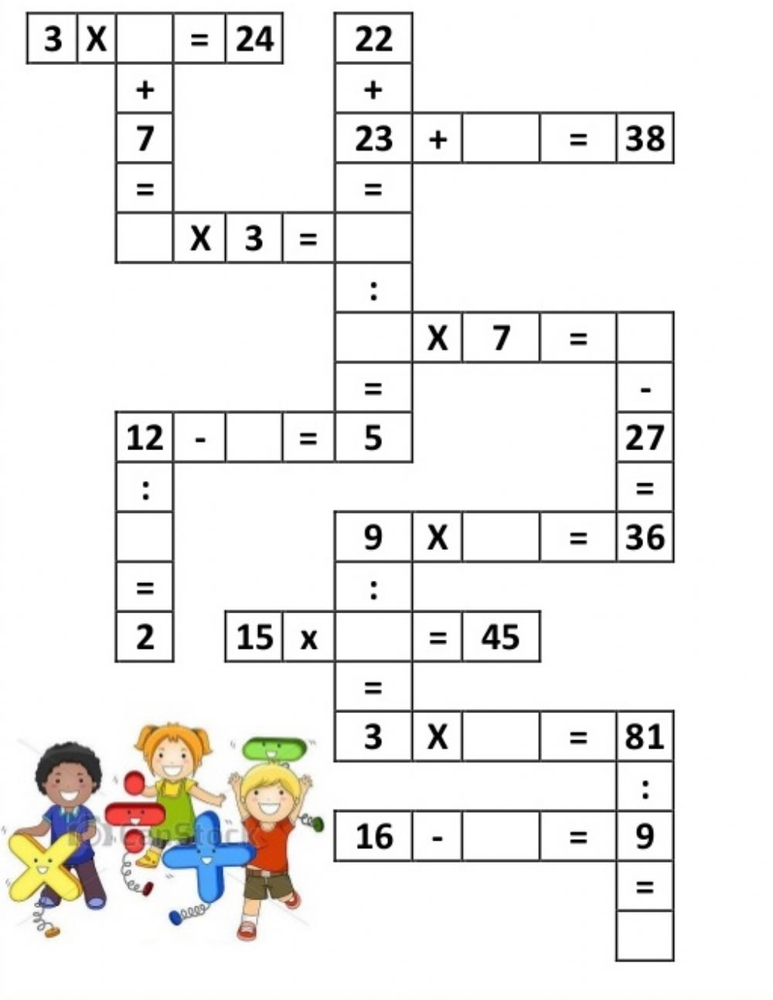 3 X = 24 22
+ +
7 23 + = 38
= =
X 3 =
:
X 7 =
= -
12 - = 5 27
: =
9 X = 36
= :
2 15 x = 45
=
3 X = 81
:
16 - = 9
=